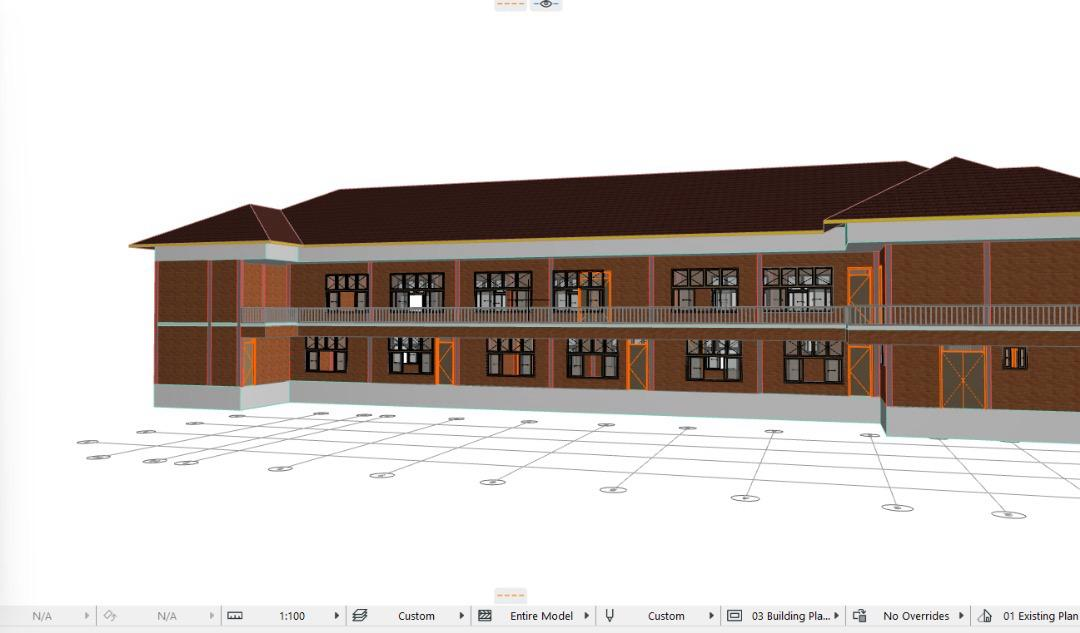 N/A
N/A
1:100
Custom
Entire Model
Custom
03 Building Pla...
No Overrides
01 Existing Plan